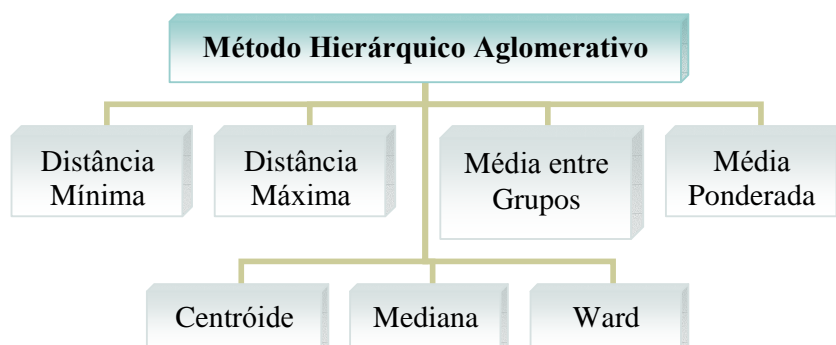 Método Hierárquico Aglomerativo
Distância
Mínima
Distância
Máxima
Média entre
Grupos
Média
Ponderada
Centróide
Mediana
Ward